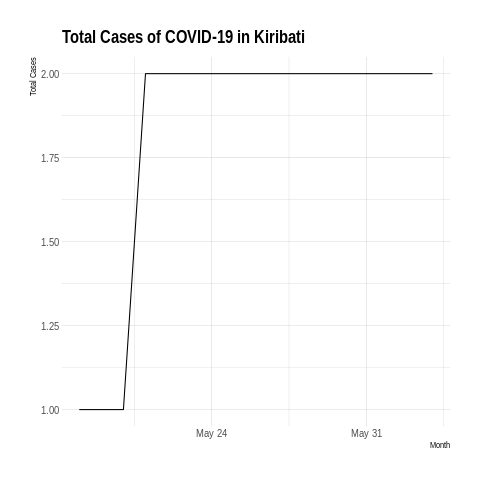 Total Cases of COVID-19 in Kiribati
Total Cases
2.00
1.75
1.50
1.25
1.00
May 24
May 31
Month